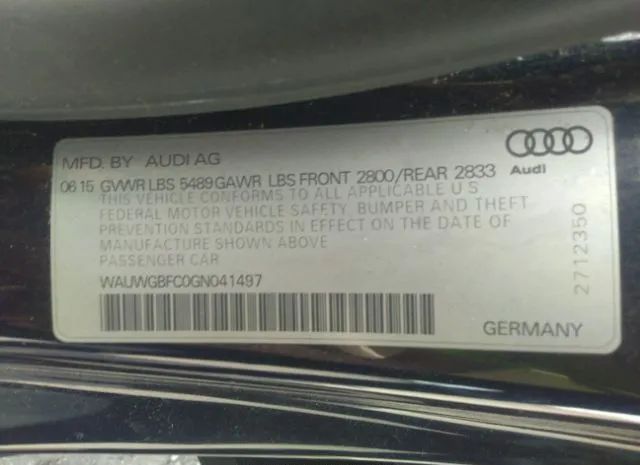 MFD. BY AUDI AG
Audi
06 15 GVWR LBS 5489 GAWR LBS FRONT 2800/REAR 2833
THIS VEHICLE CONFORMS TO ALL APPLICABLE U S
FEDERAL MOTOR VEHICLE SAFETY, BUMPER AND THEFT
PREVENTION STANDARDS IN EFFECT ON THE DATE OF
MANUFACTURE SHOWN ABOVE
PASSENGER CAR
WAUWGBFC0GN041497
GERMANY
2712350